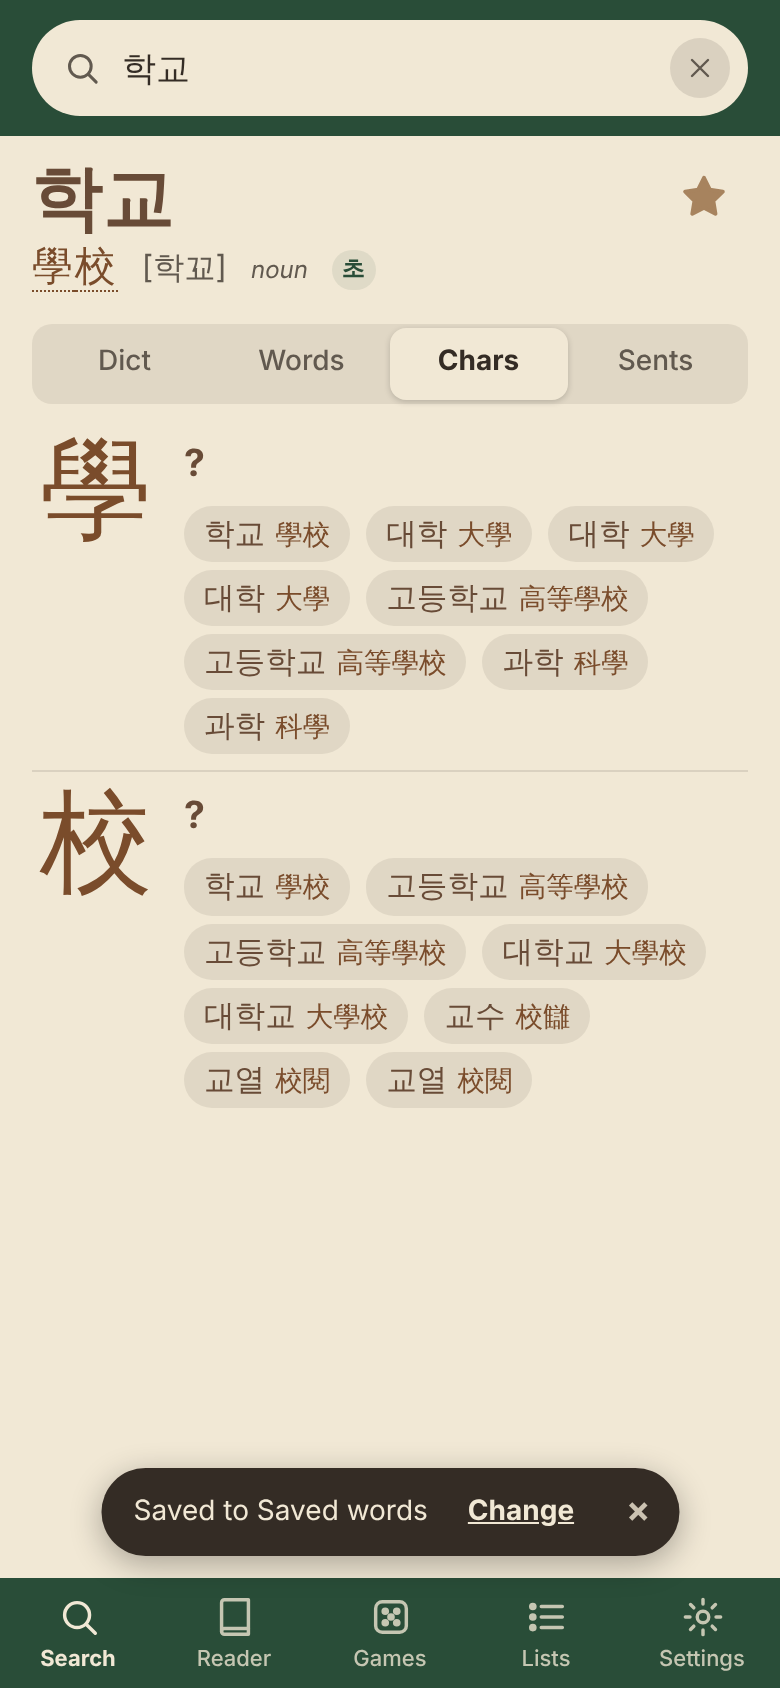 학교
학교
學校 [학꾜] noun 초
Dict Words Chars Sents
學 ?
학교 學校 대학 大學 대학 大學
대학 大學 고등학교 高等學校
고등학교 高等學校 과학 科學
과학 科學
校 ?
학교 學校 고등학교 高等學校
고등학교 高等學校 대학교 大學校
대학교 大學校 교수 校讎
교열 校閱 교열 校閱
Saved to Saved words Change ×
Search Reader Games Lists Settings